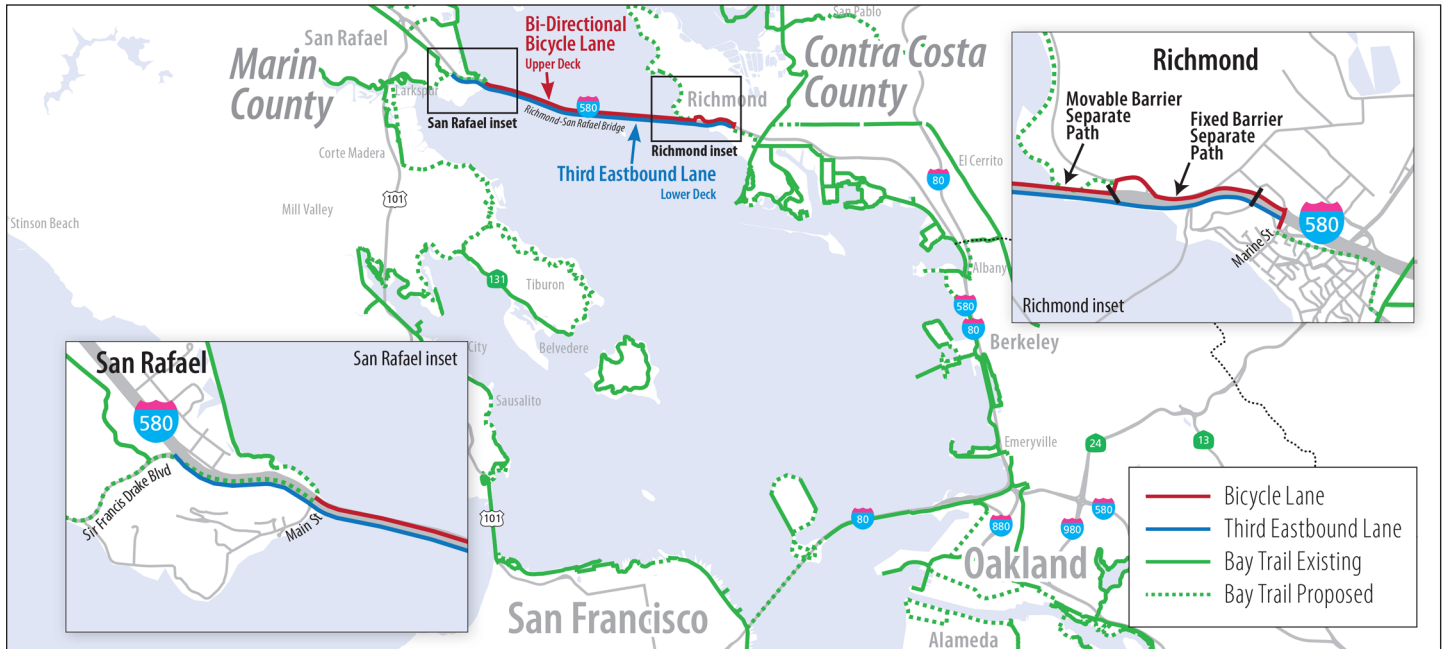 San Rafael
Marin
County
Larkspur
San Rafael inset
Corte Madera
101
Mill Valley
Stinson Beach
131
Tiburon
Belvedere
City
Sausalito
101
Bi-Directional
Bicycle Lane
Upper Deck
580
Richmond-San Rafael Bridge
Third Eastbound Lane
Lower Deck
San Pablo
Contra Costa
County
Richmond
Richmond inset
El Cerrito
80
Albany
580
80
Berkeley
Emeryville
24
13
80
880
980
580
Oakland
San Francisco
Alameda
Richmond
Movable Barrier
Separate
Path
Fixed Barrier
Separate
Path
580
Marine St.
Richmond inset
San Rafael
San Rafael inset
580
Sir Francis Drake Blvd
Main St
Bicycle Lane
Third Eastbound Lane
Bay Trail Existing
Bay Trail Proposed